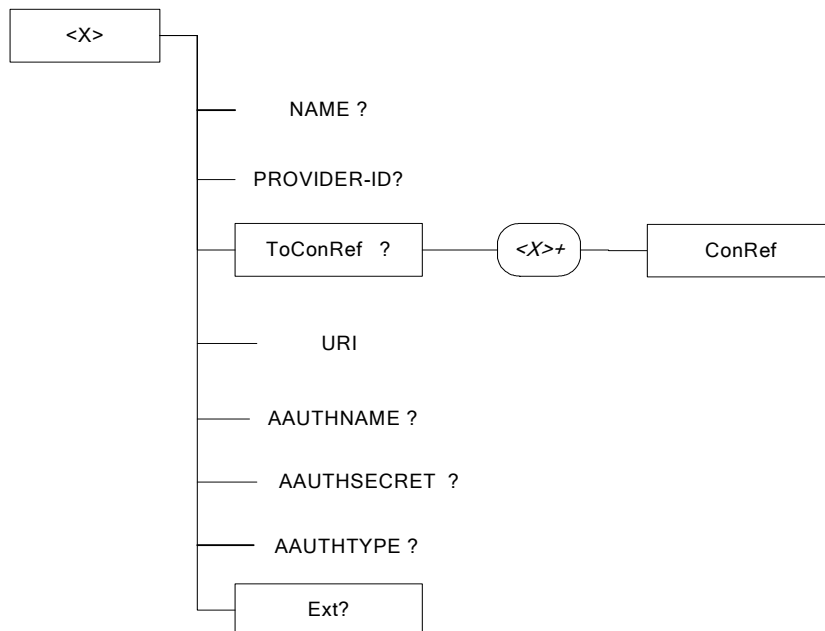 <X>
NAME ?
PROVIDER-ID?
ToConRef ? <X>+ ConRef
URI
AAUTHNAME ?
AAUTHSECRET ?
AAUTHTYPE ?
Ext?